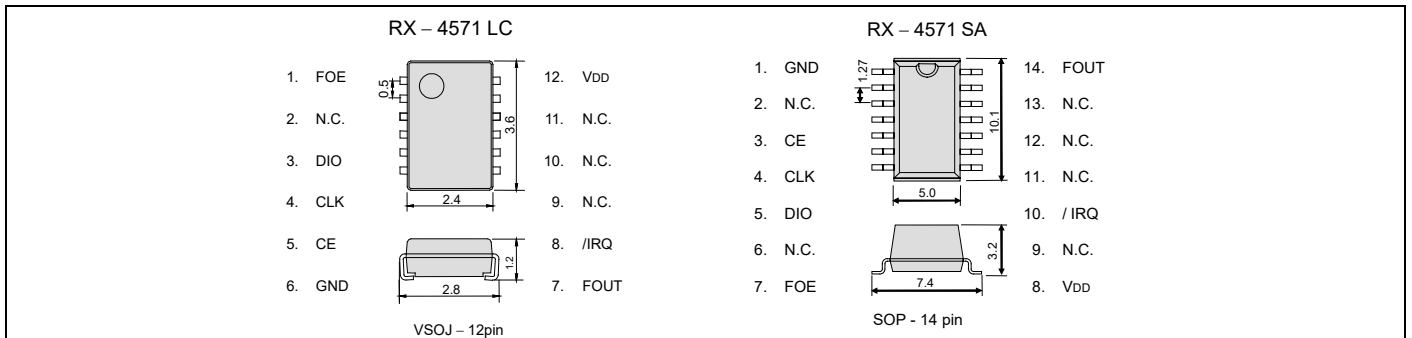 RX – 4571 LC
1. FOE
2. N.C.
3. DIO
4. CLK
5. CE
6. GND
0.5
3.6
2.4
1.2
2.8
12. VDD
11. N.C.
10. N.C.
9. N.C.
8. /IRQ
7. FOUT
VSOJ – 12pin
RX – 4571 SA
1. GND
2. N.C.
3. CE
4. CLK
5. DIO
6. N.C.
7. FOE
1.27
10.1
5.0
3.2
7.4
14. FOUT
13. N.C.
12. N.C.
11. N.C.
10. / IRQ
9. N.C.
8. VDD
SOP - 14 pin